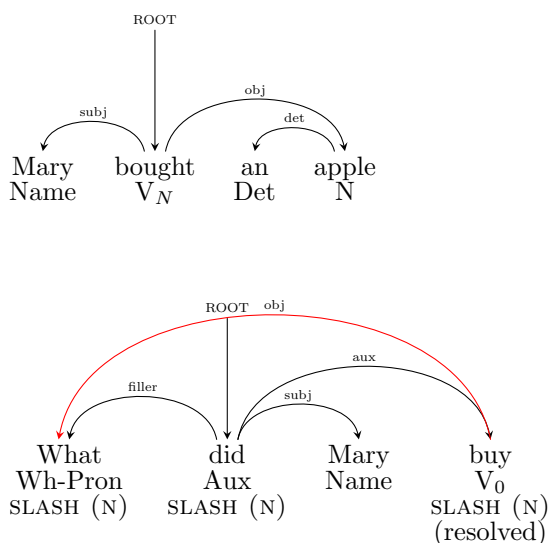 ROOT
subj obj
det
Mary bought an apple
Name V_N Det N
ROOT obj
aux
filler subj
What did Mary buy
Wh-Pron Aux Name V_0
SLASH (N) SLASH (N) SLASH (N)
(resolved)